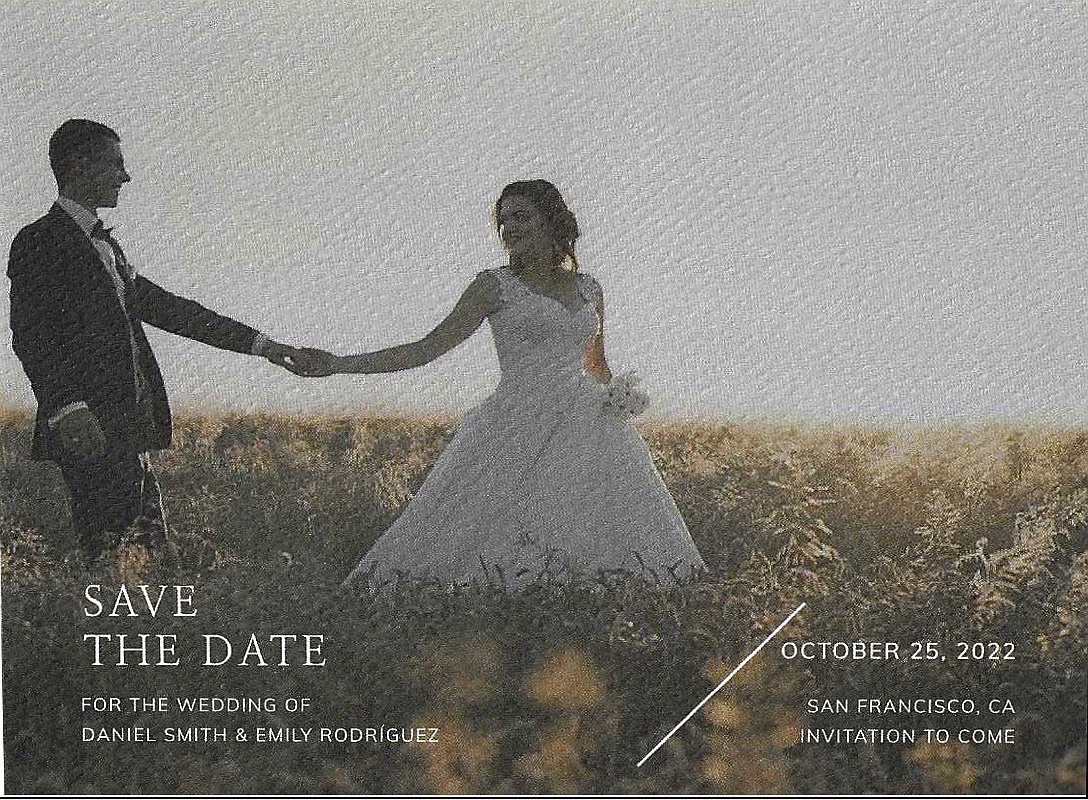 SAVE
THE DATE
FOR THE WEDDING OF
DANIEL SMITH & EMILY RODRÍGUEZ
OCTOBER 25, 2022
SAN FRANCISCO, CA
INVITATION TO COME